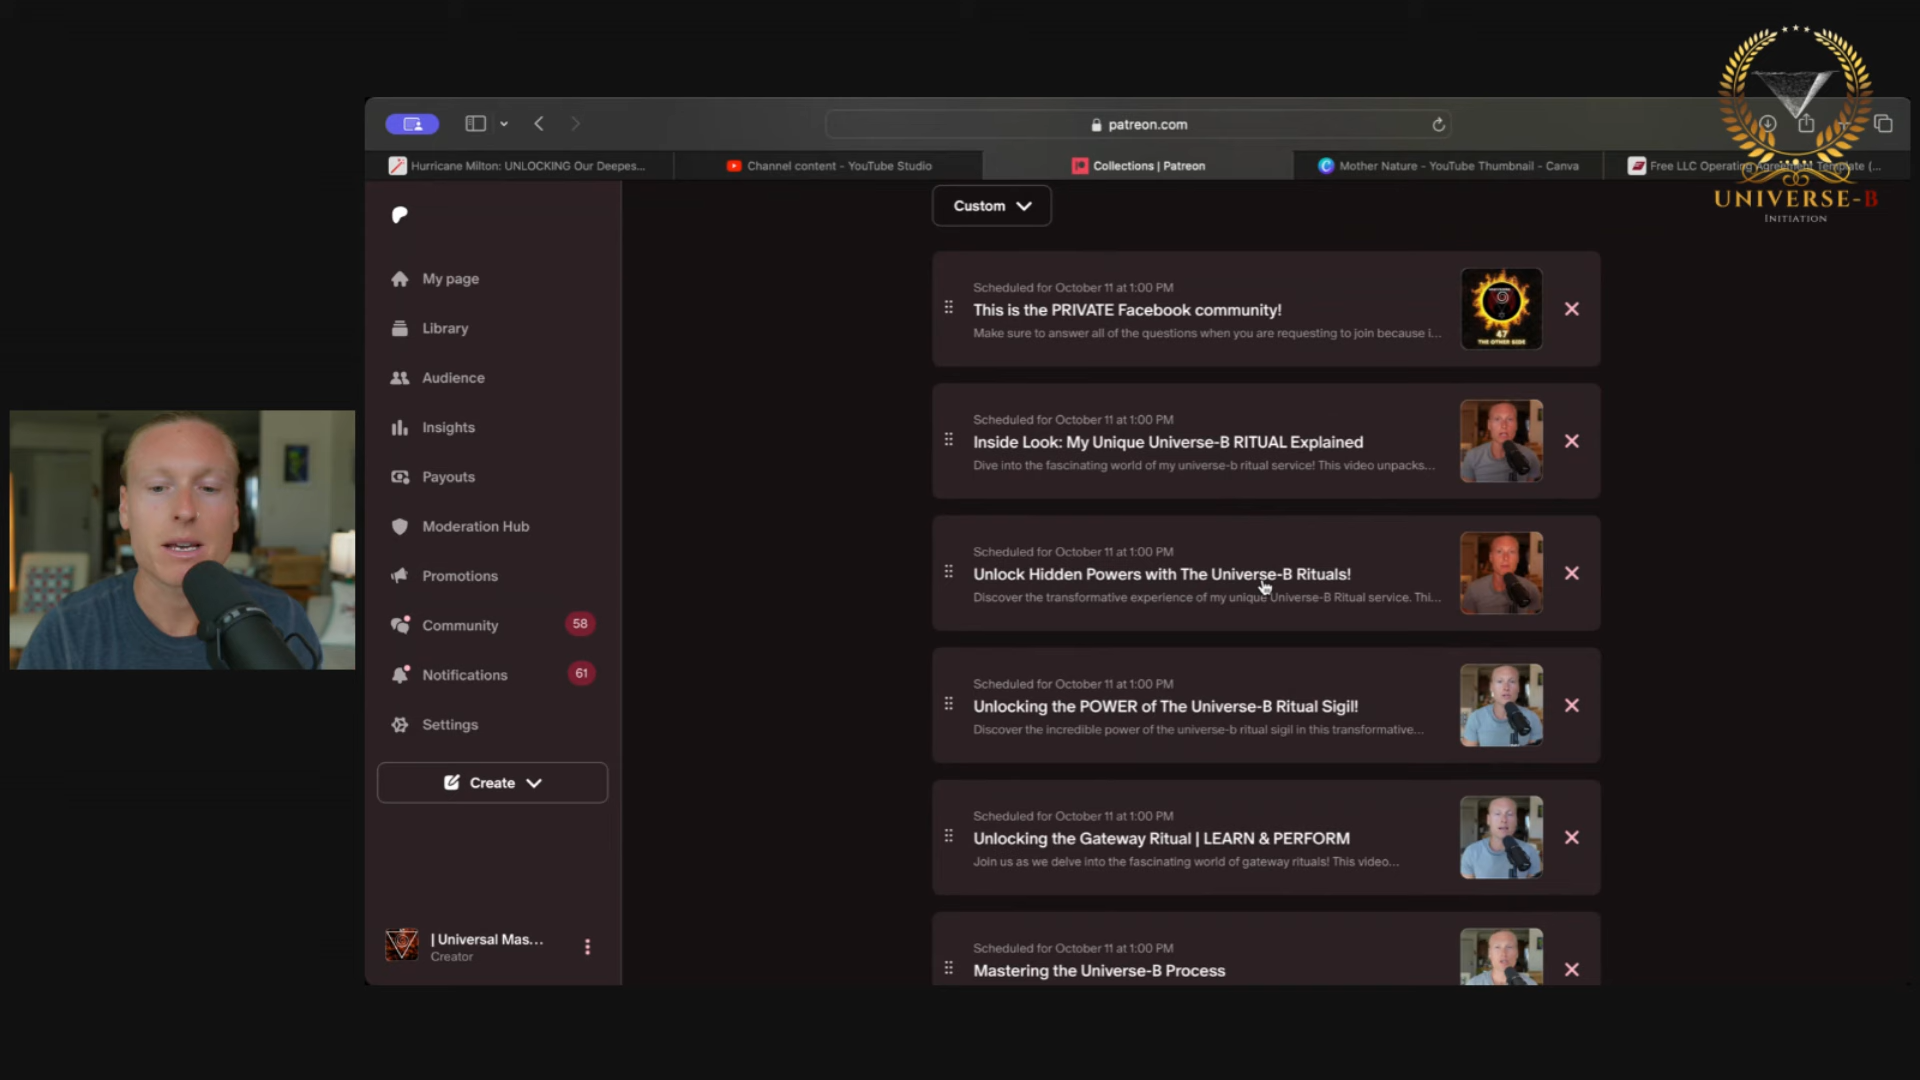 patreon.com
Hurricane Milton: UNLOCKING Our Deepes...
Channel content - YouTube Studio
Collections | Patreon
Mother Nature - YouTube Thumbnail - Canva
Free LLC Operating Agreement Template (...
UNIVERSE-B
INITIATION
Custom
My page
Library
Audience
Insights
Payouts
Moderation Hub
Promotions
Community 58
Notifications 61
Settings
Create
| Universal Mas...
Creator
Scheduled for October 11 at 1:00 PM
This is the PRIVATE Facebook community!
Make sure to answer all of the questions when you are requesting to join because i...
47
THE OTHER SIDE
Scheduled for October 11 at 1:00 PM
Inside Look: My Unique Universe-B RITUAL Explained
Dive into the fascinating world of my universe-b ritual service! This video unpacks...
Scheduled for October 11 at 1:00 PM
Unlock Hidden Powers with The Universe-B Rituals!
Discover the transformative experience of my unique Universe-B Ritual service. Thi...
Scheduled for October 11 at 1:00 PM
Unlocking the POWER of The Universe-B Ritual Sigil!
Discover the incredible power of the universe-b ritual sigil in this transformative...
Scheduled for October 11 at 1:00 PM
Unlocking the Gateway Ritual | LEARN & PERFORM
Join us as we delve into the fascinating world of gateway rituals! This video...
Scheduled for October 11 at 1:00 PM
Mastering the Universe-B Process